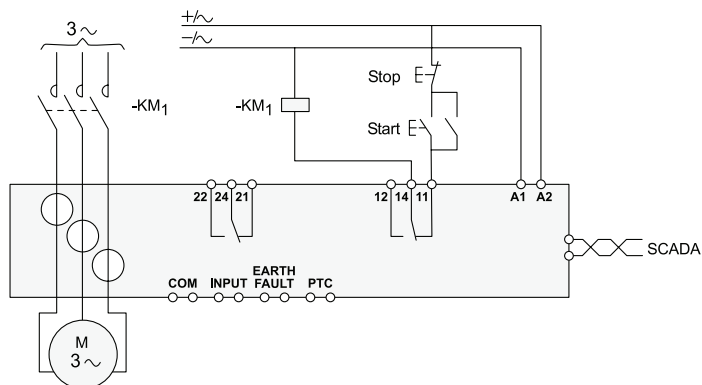 3 ∿
+/∿
−/∿
Stop
-KM1
-KM1
Start
22 24 21
12 14 11
A1 A2
SCADA
COM INPUT EARTH FAULT PTC
M
3 ∿